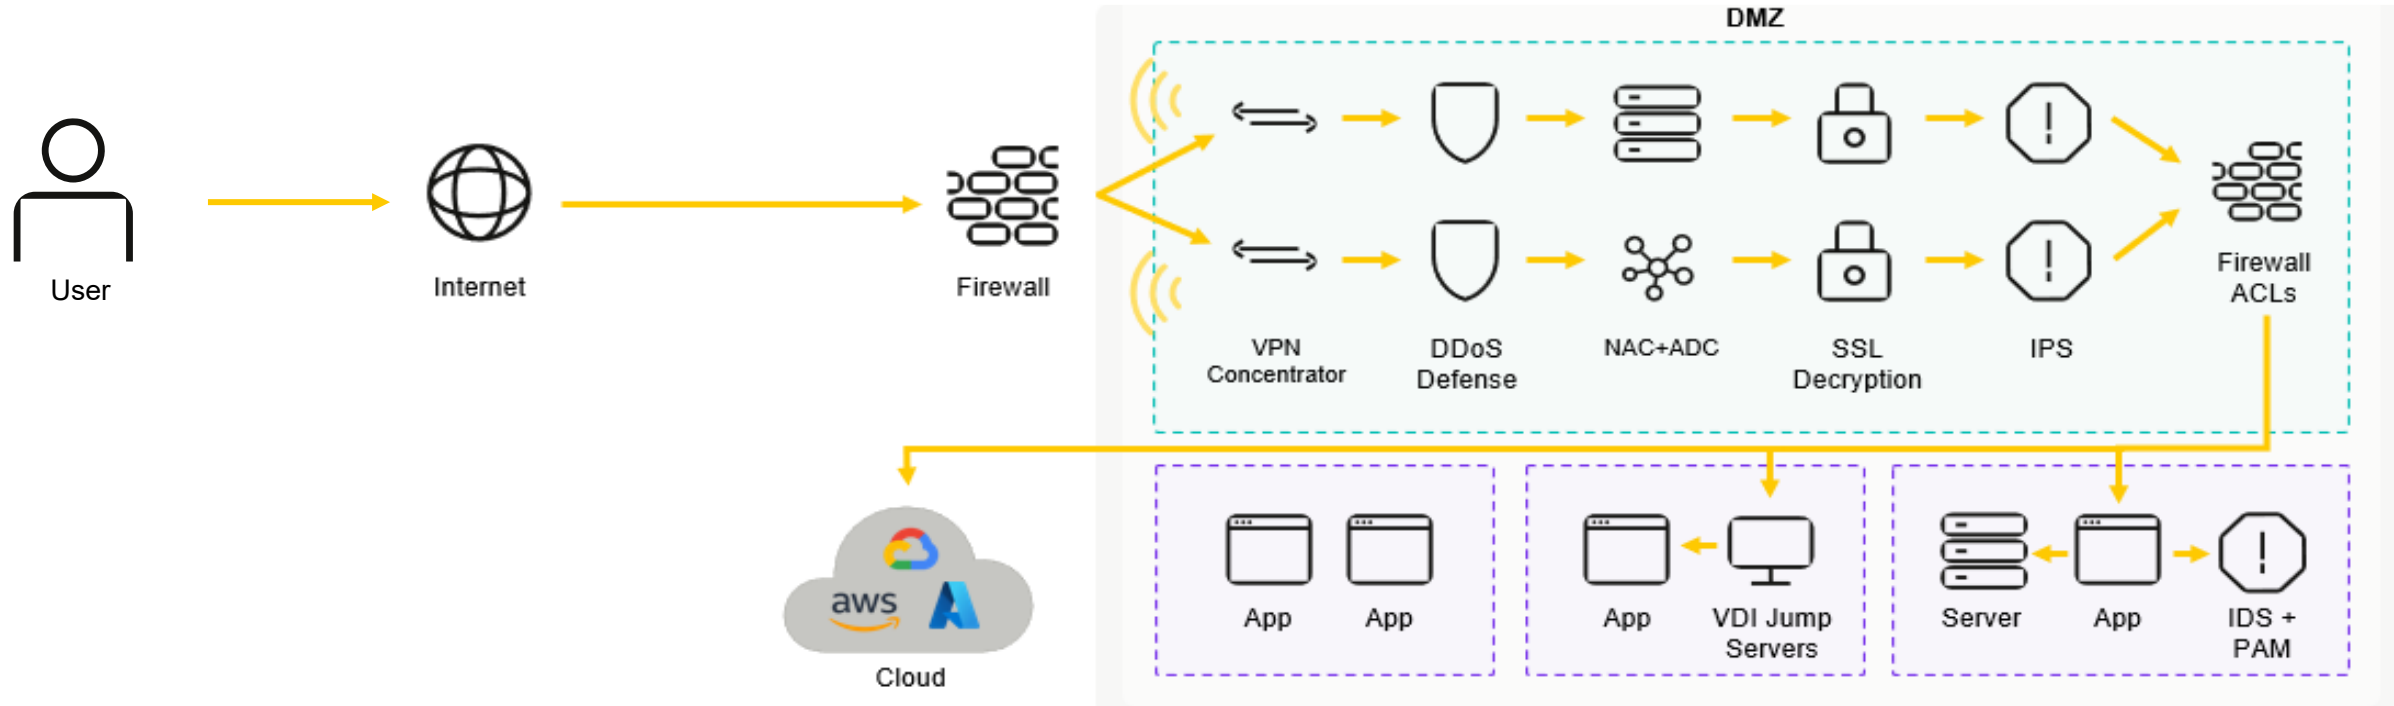 DMZ
User
Internet
Firewall
Firewall
ACLs
VPN
Concentrator
DDoS
Defense
NAC+ADC
SSL
Decryption
IPS
aws
Cloud
App
App
App
VDI Jump
Servers
Server
App
IDS +
PAM